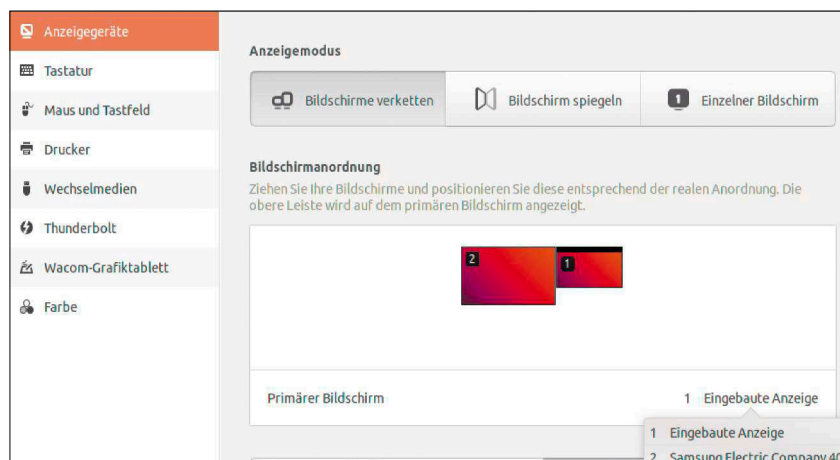 Anzeigegeräte
Tastatur
Maus und Tastfeld
Drucker
Wechselmedien
Thunderbolt
Wacom-Grafiktablett
Farbe
Anzeigemodus
Bildschirme verketten
Bildschirm spiegeln
1 Einzelner Bildschirm
Bildschirmanordnung
Ziehen Sie Ihre Bildschirme und positionieren Sie diese entsprechend der realen Anordnung. Die
obere Leiste wird auf dem primären Bildschirm angezeigt.
2 1
Primärer Bildschirm 1 Eingebaute Anzeige
1 Eingebaute Anzeige
2 Samsung Electric Company